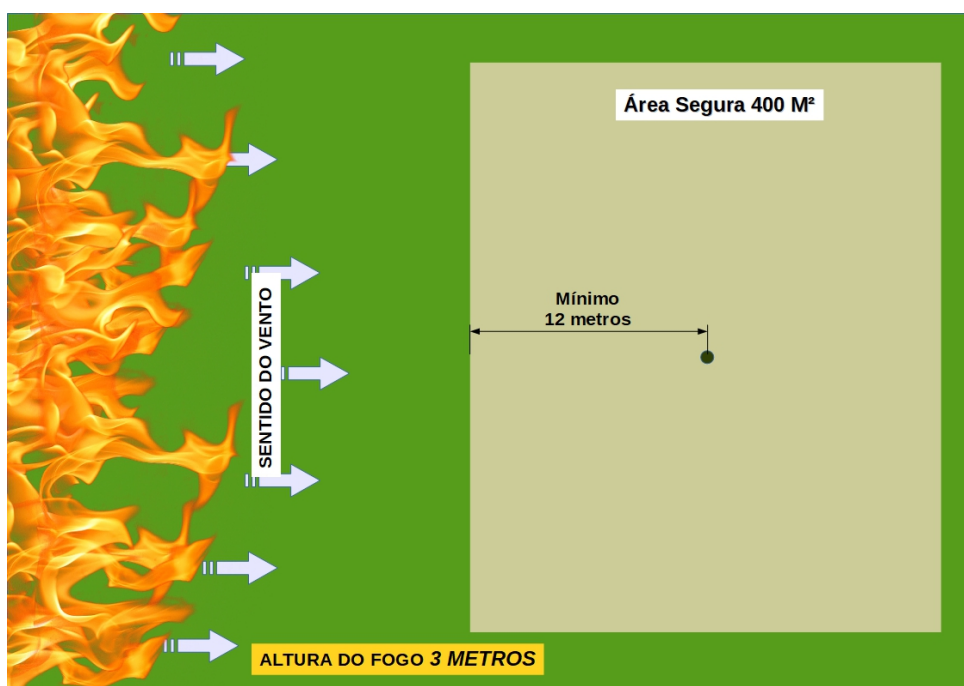 Área Segura 400 M²
Mínimo
12 metros
SENTIDO DO VENTO
ALTURA DO FOGO 3 METROS